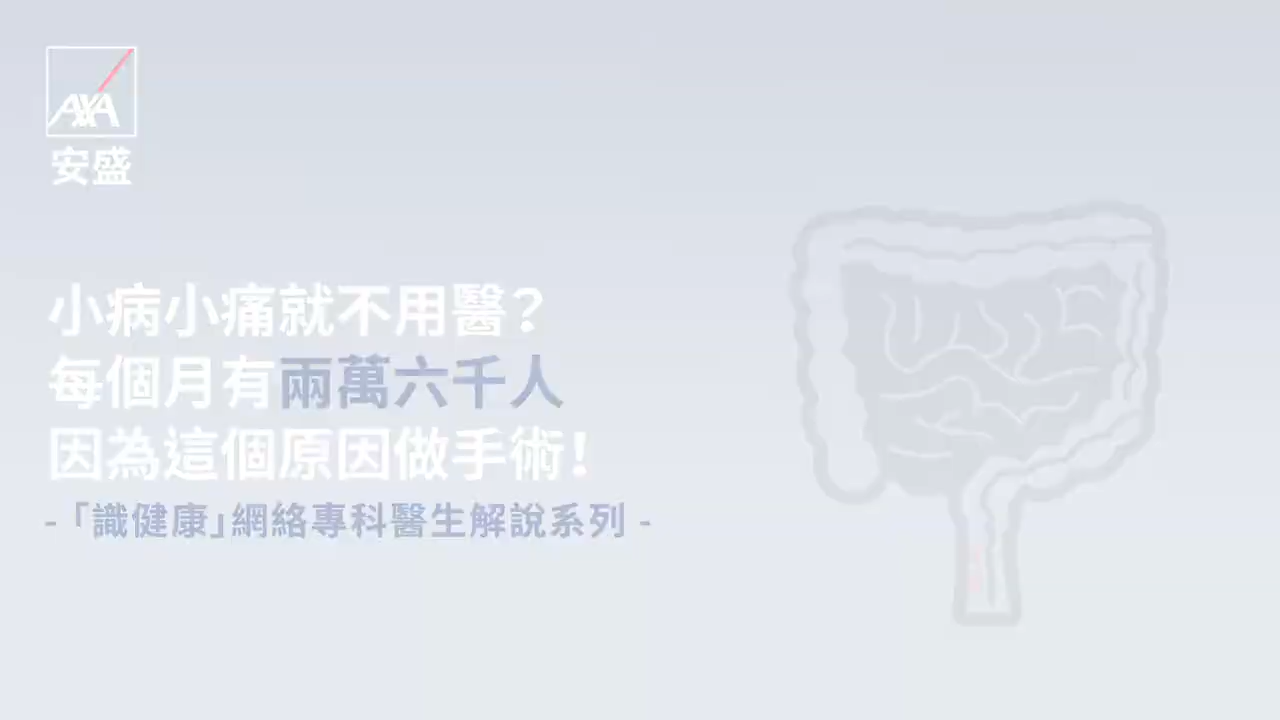 AXA
安盛
小病小痛就不用醫？
每個月有兩萬六千人
因為這個原因做手術！
-「識健康」網絡專科醫生解說系列 -